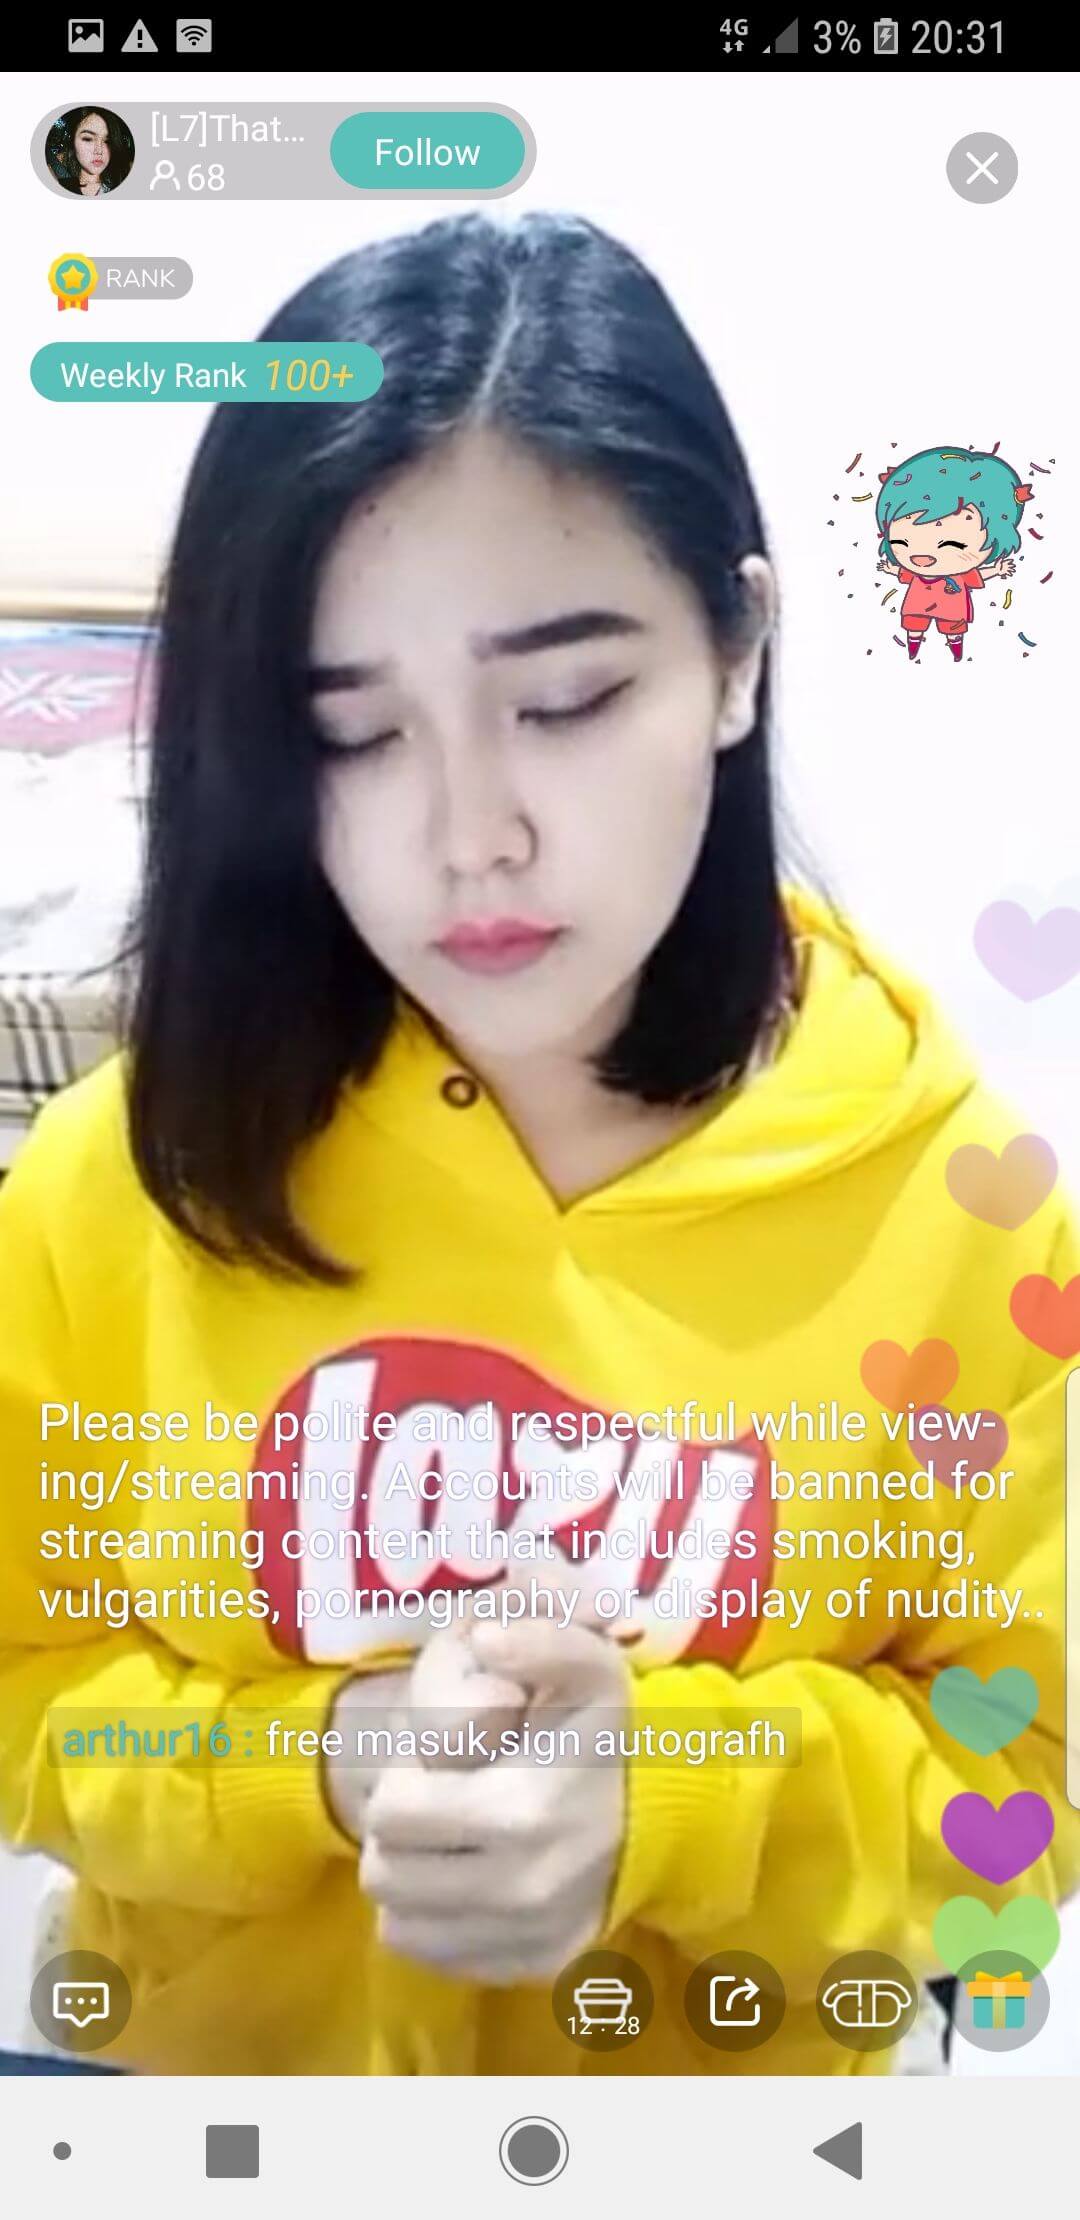 4G 3% 20:31
[L7]That...
68
Follow
RANK
Weekly Rank 100+
lazy
Please be polite and respectful while view-
ing/streaming. Accounts will be banned for
streaming content that includes smoking,
vulgarities, pornography or display of nudity..
arthur16 : free masuk,sign autografh
12 : 28